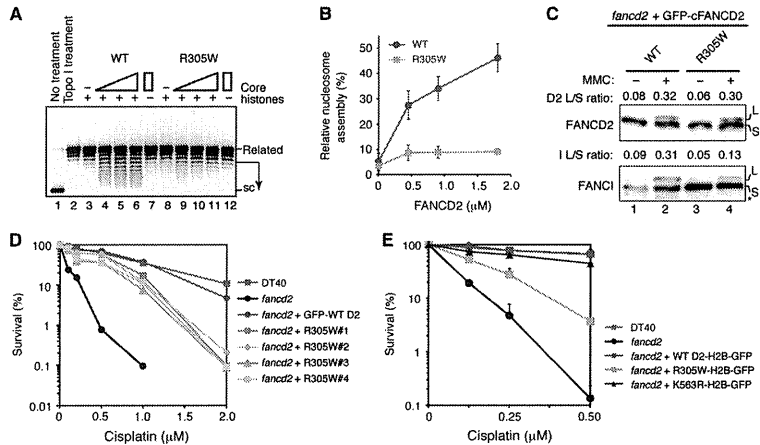 A
No treatment
Topo I treatment
WT
R305W
– + + + + – – + + + + –
Core histones
Related
sc
1 2 3 4 5 6 7 8 9 10 11 12
B
WT
R305W
Relative nucleosome assembly (%)
60
50
40
30
20
10
0
0 0.5 1.0 1.5 2.0
FANCD2 (μM)
C
fancd2 + GFP-cFANCD2
WT R305W
MMC: – + – +
D2 L/S ratio: 0.08 0.32 0.06 0.30
FANCD2
L
S
I L/S ratio: 0.09 0.31 0.05 0.13
FANCI
L
S
*
1 2 3 4
D
Survival (%)
100
10
1
0.1
0.01
0 0.5 1.0 2.0
Cisplatin (μM)
DT40
fancd2
fancd2 + GFP-WT D2
fancd2 + R305W#1
fancd2 + R305W#2
fancd2 + R305W#3
fancd2 + R305W#4
E
Survival (%)
100
10
1
0.1
0 0.25 0.50
Cisplatin (μM)
DT40
fancd2
fancd2 + WT D2-H2B-GFP
fancd2 + R305W-H2B-GFP
fancd2 + K563R-H2B-GFP